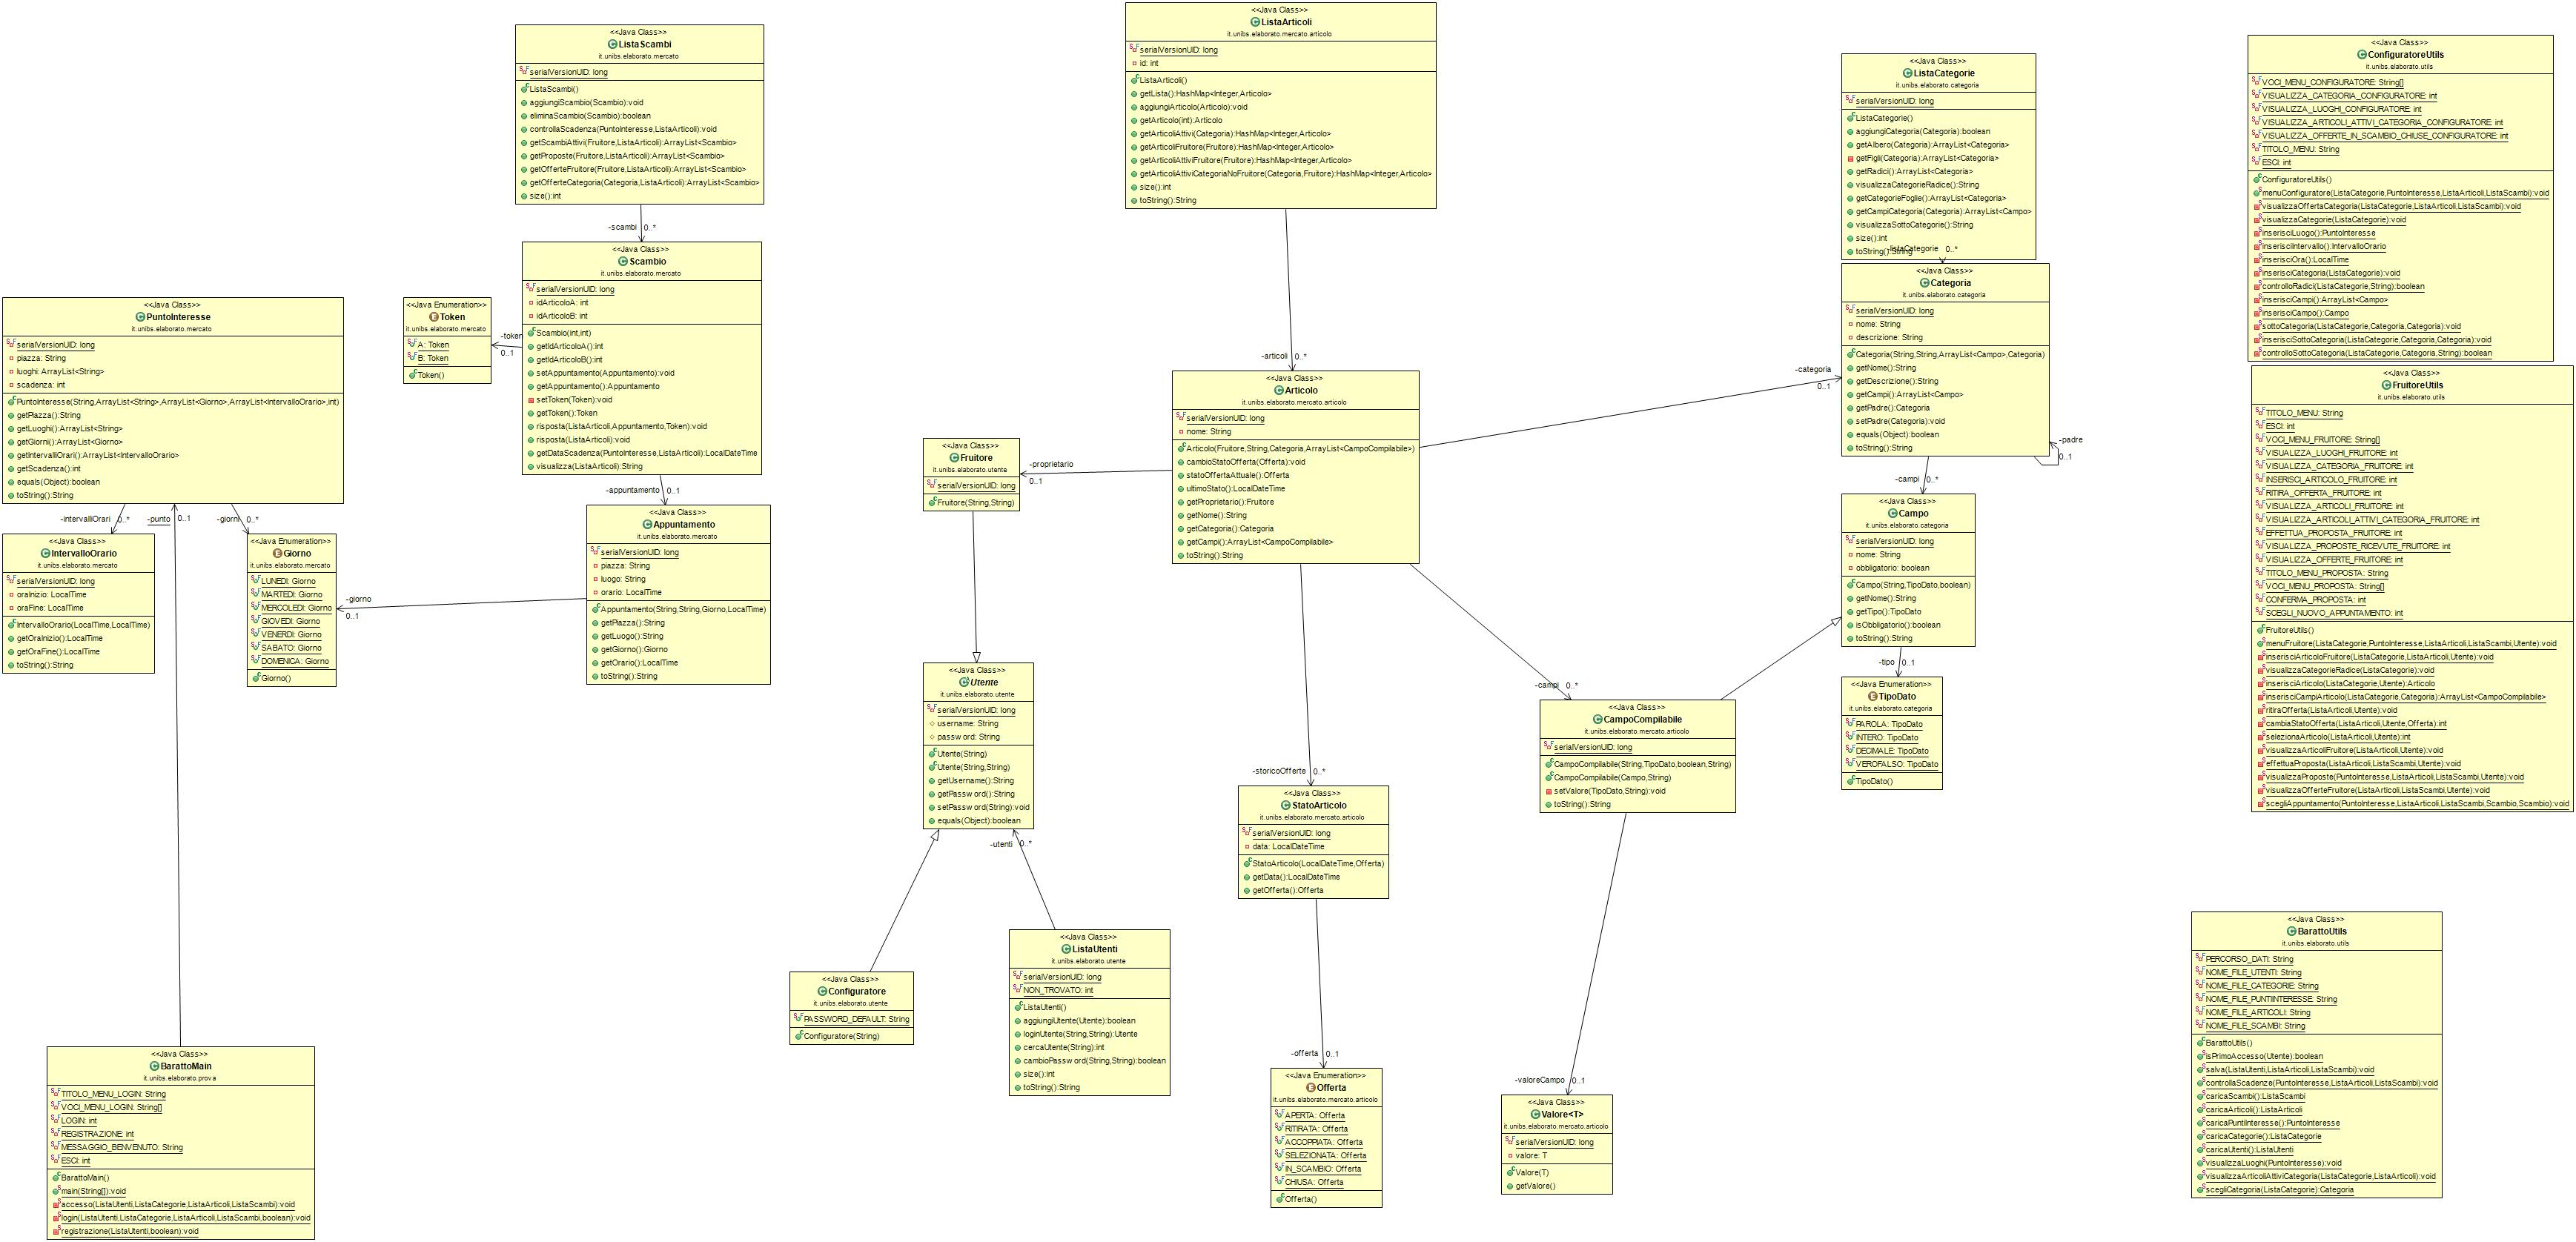 <<Java Class>>
ListaScambi
it.unibs.elaborato.mercato
serialVersionUID: long
ListaScambi()
aggiungiScambio(Scambio):void
eliminaScambio(Scambio):boolean
controllaScadenza(PuntoInteresse,ListaArticoli):void
getScambiAttivi(Fruitore,ListaArticoli):ArrayList<Scambio>
getProposte(Fruitore,ListaArticoli):ArrayList<Scambio>
getOfferteFruitore(Fruitore,ListaArticoli):ArrayList<Scambio>
getOfferteCategoria(Categoria,ListaArticoli):ArrayList<Scambio>
size():int
-scambi 0..*
<<Java Class>>
Scambio
it.unibs.elaborato.mercato
serialVersionUID: long
idArticoloA: int
idArticoloB: int
Scambio(int,int)
getIdArticoloA():int
getIdArticoloB():int
setAppuntamento(Appuntamento):void
getAppuntamento():Appuntamento
setToken(Token):void
getToken():Token
risposta(ListaArticoli,Appuntamento,Token):void
risposta(ListaArticoli):void
getDataScadenza(PuntoInteresse,ListaArticoli):LocalDateTime
visualizza(ListaArticoli):String
-token
0..1
<<Java Enumeration>>
Token
it.unibs.elaborato.mercato
A: Token
B: Token
Token()
<<Java Class>>
PuntoInteresse
it.unibs.elaborato.mercato
serialVersionUID: long
piazza: String
luoghi: ArrayList<String>
scadenza: int
PuntoInteresse(String,ArrayList<String>,ArrayList<Giorno>,ArrayList<IntervalloOrario>,int)
getPiazza():String
getLuoghi():ArrayList<String>
getGiorni():ArrayList<Giorno>
getIntervalliOrari():ArrayList<IntervalloOrario>
getScadenza():int
equals(Object):boolean
toString():String
-intervalliOrari 0..*
-punto 0..1
-giorni 0..*
<<Java Class>>
IntervalloOrario
it.unibs.elaborato.mercato
serialVersionUID: long
oraInizio: LocalTime
oraFine: LocalTime
IntervalloOrario(LocalTime,LocalTime)
getOraInizio():LocalTime
getOraFine():LocalTime
toString():String
<<Java Enumeration>>
Giorno
it.unibs.elaborato.mercato
LUNEDI: Giorno
MARTEDI: Giorno
MERCOLEDI: Giorno
GIOVEDI: Giorno
VENERDI: Giorno
SABATO: Giorno
DOMENICA: Giorno
Giorno()
-giorno
0..1
-appuntamento 0..1
<<Java Class>>
Appuntamento
it.unibs.elaborato.mercato
serialVersionUID: long
piazza: String
luogo: String
orario: LocalTime
Appuntamento(String,String,Giorno,LocalTime)
getPiazza():String
getLuogo():String
getGiorno():Giorno
getOrario():LocalTime
toString():String
<<Java Class>>
BarattoMain
it.unibs.elaborato.prova
TITOLO_MENU_LOGIN: String
VOCI_MENU_LOGIN: String[]
LOGIN: int
REGISTRAZIONE: int
MESSAGGIO_BENVENUTO: String
ESCI: int
BarattoMain()
main(String[]):void
accesso(ListaUtenti,ListaCategorie,ListaArticoli,ListaScambi):void
login(ListaUtenti,ListaCategorie,ListaArticoli,ListaScambi,boolean):void
registrazione(ListaUtenti,boolean):void
<<Java Class>>
ListaArticoli
it.unibs.elaborato.mercato.articolo
serialVersionUID: long
id: int
ListaArticoli()
getLista():HashMap<Integer,Articolo>
aggiungiArticolo(Articolo):void
getArticolo(int):Articolo
getArticoliAttivi(Categoria):HashMap<Integer,Articolo>
getArticoliFruitore(Fruitore):HashMap<Integer,Articolo>
getArticoliAttiviFruitore(Fruitore):HashMap<Integer,Articolo>
getArticoliAttiviCategoriaNoFruitore(Categoria,Fruitore):HashMap<Integer,Articolo>
size():int
toString():String
-articoli 0..*
<<Java Class>>
Articolo
it.unibs.elaborato.mercato.articolo
serialVersionUID: long
nome: String
Articolo(Fruitore,String,Categoria,ArrayList<CampoCompilabile>)
cambioStatoOfferta(Offerta):void
statoOffertaAttuale():Offerta
ultimoStato():LocalDateTime
getProprietario():Fruitore
getNome():String
getCategoria():Categoria
getCampi():ArrayList<CampoCompilabile>
toString():String
-proprietario
0..1
-categoria
0..1
<<Java Class>>
Fruitore
it.unibs.elaborato.utente
serialVersionUID: long
Fruitore(String,String)
<<Java Class>>
Utente
it.unibs.elaborato.utente
serialVersionUID: long
username: String
password: String
Utente(String)
Utente(String,String)
getUsername():String
getPassword():String
setPassword(String):void
equals(Object):boolean
-utenti 0..*
<<Java Class>>
Configuratore
it.unibs.elaborato.utente
PASSWORD_DEFAULT: String
Configuratore(String)
<<Java Class>>
ListaUtenti
it.unibs.elaborato.utente
serialVersionUID: long
NON_TROVATO: int
ListaUtenti()
aggiungiUtente(Utente):boolean
loginUtente(String,String):Utente
cercaUtente(String):int
cambioPassword(String,String):boolean
size():int
toString():String
-storicoOfferte 0..*
<<Java Class>>
StatoArticolo
it.unibs.elaborato.mercato.articolo
serialVersionUID: long
data: LocalDateTime
StatoArticolo(LocalDateTime,Offerta)
getData():LocalDateTime
getOfferta():Offerta
-offerta 0..1
<<Java Enumeration>>
Offerta
it.unibs.elaborato.mercato.articolo
APERTA: Offerta
RITIRATA: Offerta
ACCOPPIATA: Offerta
SELEZIONATA: Offerta
IN_SCAMBIO: Offerta
CHIUSA: Offerta
Offerta()
-campi 0..*
<<Java Class>>
CampoCompilabile
it.unibs.elaborato.mercato.articolo
serialVersionUID: long
CampoCompilabile(String,TipoDato,boolean,String)
CampoCompilabile(Campo,String)
setValore(TipoDato,String):void
toString():String
-valoreCampo 0..1
<<Java Class>>
Valore<T>
it.unibs.elaborato.mercato.articolo
serialVersionUID: long
valore: T
Valore(T)
getValore()
<<Java Class>>
ListaCategorie
it.unibs.elaborato.categoria
serialVersionUID: long
ListaCategorie()
aggiungiCategoria(Categoria):boolean
getAlbero(Categoria):ArrayList<Categoria>
getFigli(Categoria):ArrayList<Categoria>
getRadici():ArrayList<Categoria>
visualizzaCategorieRadice():String
getCategorieFoglie():ArrayList<Categoria>
getCampiCategoria(Categoria):ArrayList<Campo>
visualizzaSottoCategorie():String
size():int
toString():String
-listaCategorie 0..*
<<Java Class>>
Categoria
it.unibs.elaborato.categoria
serialVersionUID: long
nome: String
descrizione: String
Categoria(String,String,ArrayList<Campo>,Categoria)
getNome():String
getDescrizione():String
getCampi():ArrayList<Campo>
getPadre():Categoria
setPadre(Categoria):void
equals(Object):boolean
toString():String
-padre
0..1
-campi 0..*
<<Java Class>>
Campo
it.unibs.elaborato.categoria
serialVersionUID: long
nome: String
obbligatorio: boolean
Campo(String,TipoDato,boolean)
getNome():String
getTipo():TipoDato
isObbligatorio():boolean
toString():String
-tipo 0..1
<<Java Enumeration>>
TipoDato
it.unibs.elaborato.categoria
PAROLA: TipoDato
INTERO: TipoDato
DECIMALE: TipoDato
VEROFALSO: TipoDato
TipoDato()
<<Java Class>>
ConfiguratoreUtils
it.unibs.elaborato.utils
VOCI_MENU_CONFIGURATORE: String[]
VISUALIZZA_CATEGORIA_CONFIGURATORE: int
VISUALIZZA_LUOGHI_CONFIGURATORE: int
VISUALIZZA_ARTICOLI_ATTIVI_CATEGORIA_CONFIGURATORE: int
VISUALIZZA_OFFERTE_IN_SCAMBIO_CHIUSE_CONFIGURATORE: int
TITOLO_MENU: String
ESCI: int
ConfiguratoreUtils()
menuConfiguratore(ListaCategorie,PuntoInteresse,ListaArticoli,ListaScambi):void
visualizzaOffertaCategoria(ListaCategorie,ListaArticoli,ListaScambi):void
visualizzaCategorie(ListaCategorie):void
inserisciLuogo():PuntoInteresse
inserisciIntervallo():IntervalloOrario
inserisciOra():LocalTime
inserisciCategoria(ListaCategorie):void
controlloRadici(ListaCategorie,String):boolean
inserisciCampi():ArrayList<Campo>
inserisciCampo():Campo
sottoCategoria(ListaCategorie,Categoria,Categoria):void
inserisciSottoCategoria(ListaCategorie,Categoria,Categoria):void
controlloSottoCategoria(ListaCategorie,Categoria,String):boolean
<<Java Class>>
FruitoreUtils
it.unibs.elaborato.utils
TITOLO_MENU: String
ESCI: int
VOCI_MENU_FRUITORE: String[]
VISUALIZZA_LUOGHI_FRUITORE: int
VISUALIZZA_CATEGORIA_FRUITORE: int
INSERISCI_ARTICOLO_FRUITORE: int
RITIRA_OFFERTA_FRUITORE: int
VISUALIZZA_ARTICOLI_FRUITORE: int
VISUALIZZA_ARTICOLI_ATTIVI_CATEGORIA_FRUITORE: int
EFFETTUA_PROPOSTA_FRUITORE: int
VISUALIZZA_PROPOSTE_RICEVUTE_FRUITORE: int
VISUALIZZA_OFFERTE_FRUITORE: int
TITOLO_MENU_PROPOSTA: String
VOCI_MENU_PROPOSTA: String[]
CONFERMA_PROPOSTA: int
SCEGLI_NUOVO_APPUNTAMENTO: int
FruitoreUtils()
menuFruitore(ListaCategorie,PuntoInteresse,ListaArticoli,ListaScambi,Utente):void
inserisciArticoloFruitore(ListaCategorie,ListaArticoli,Utente):void
visualizzaCategorieRadice(ListaCategorie):void
inserisciArticolo(ListaCategorie,Utente):Articolo
inserisciCampiArticolo(ListaCategorie,Categoria):ArrayList<CampoCompilabile>
ritiraOfferta(ListaArticoli,Utente):void
cambiaStatoOfferta(ListaArticoli,Utente,Offerta):int
selezionaArticolo(ListaArticoli,Utente):int
visualizzaArticoliFruitore(ListaArticoli,Utente):void
effettuaProposta(ListaArticoli,ListaScambi,Utente):void
visualizzaProposte(PuntoInteresse,ListaArticoli,ListaScambi,Utente):void
visualizzaOfferteFruitore(ListaArticoli,ListaScambi,Utente):void
scegliAppuntamento(PuntoInteresse,ListaArticoli,ListaScambi,Scambio,Scambio):void
<<Java Class>>
BarattoUtils
it.unibs.elaborato.utils
PERCORSO_DATI: String
NOME_FILE_UTENTI: String
NOME_FILE_CATEGORIE: String
NOME_FILE_PUNTIINTERESSE: String
NOME_FILE_ARTICOLI: String
NOME_FILE_SCAMBI: String
BarattoUtils()
isPrimoAccesso(Utente):boolean
salva(ListaUtenti,ListaArticoli,ListaScambi):void
controllaScadenze(PuntoInteresse,ListaArticoli,ListaScambi):void
caricaScambi():ListaScambi
caricaArticoli():ListaArticoli
caricaPuntiInteresse():PuntoInteresse
caricaCategorie():ListaCategorie
caricaUtenti():ListaUtenti
visualizzaLuoghi(PuntoInteresse):void
visualizzaArticoliAttiviCategoria(ListaCategorie,ListaArticoli):void
scegliCategoria(ListaCategorie):Categoria